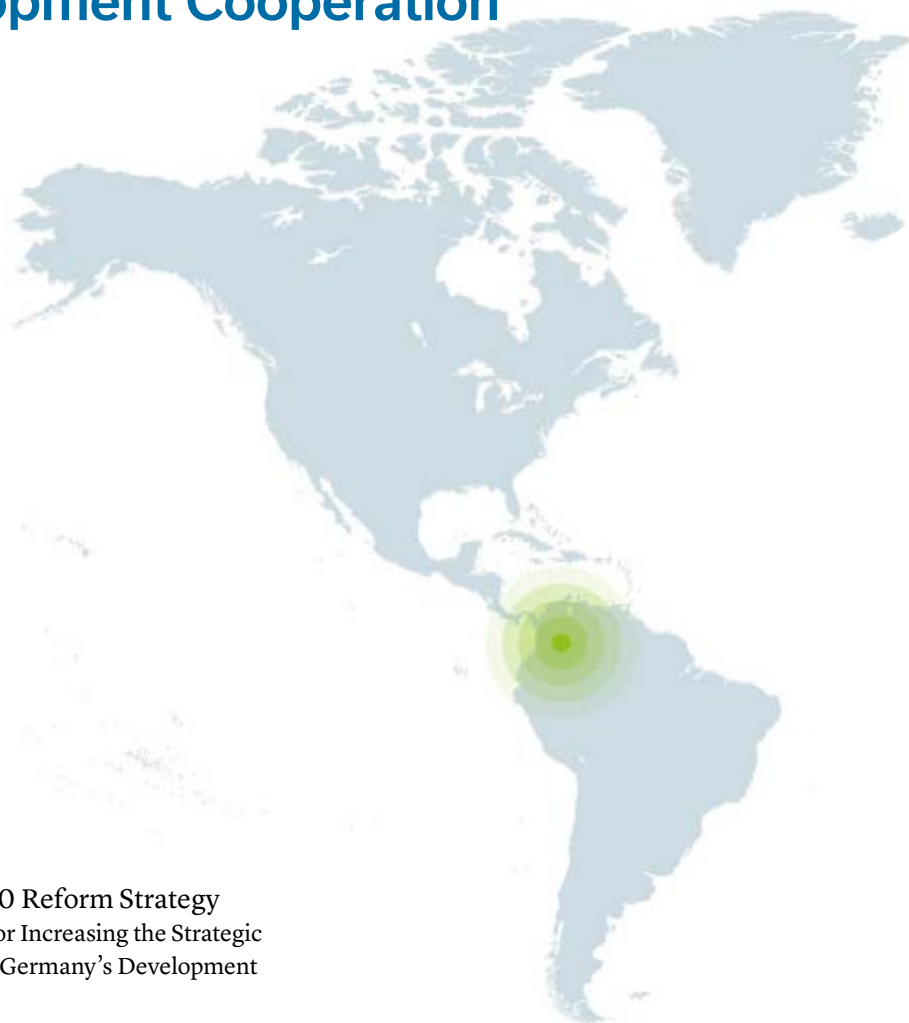 opment Cooperation
0 Reform Strategy
or Increasing the Strategic
Germany’s Development